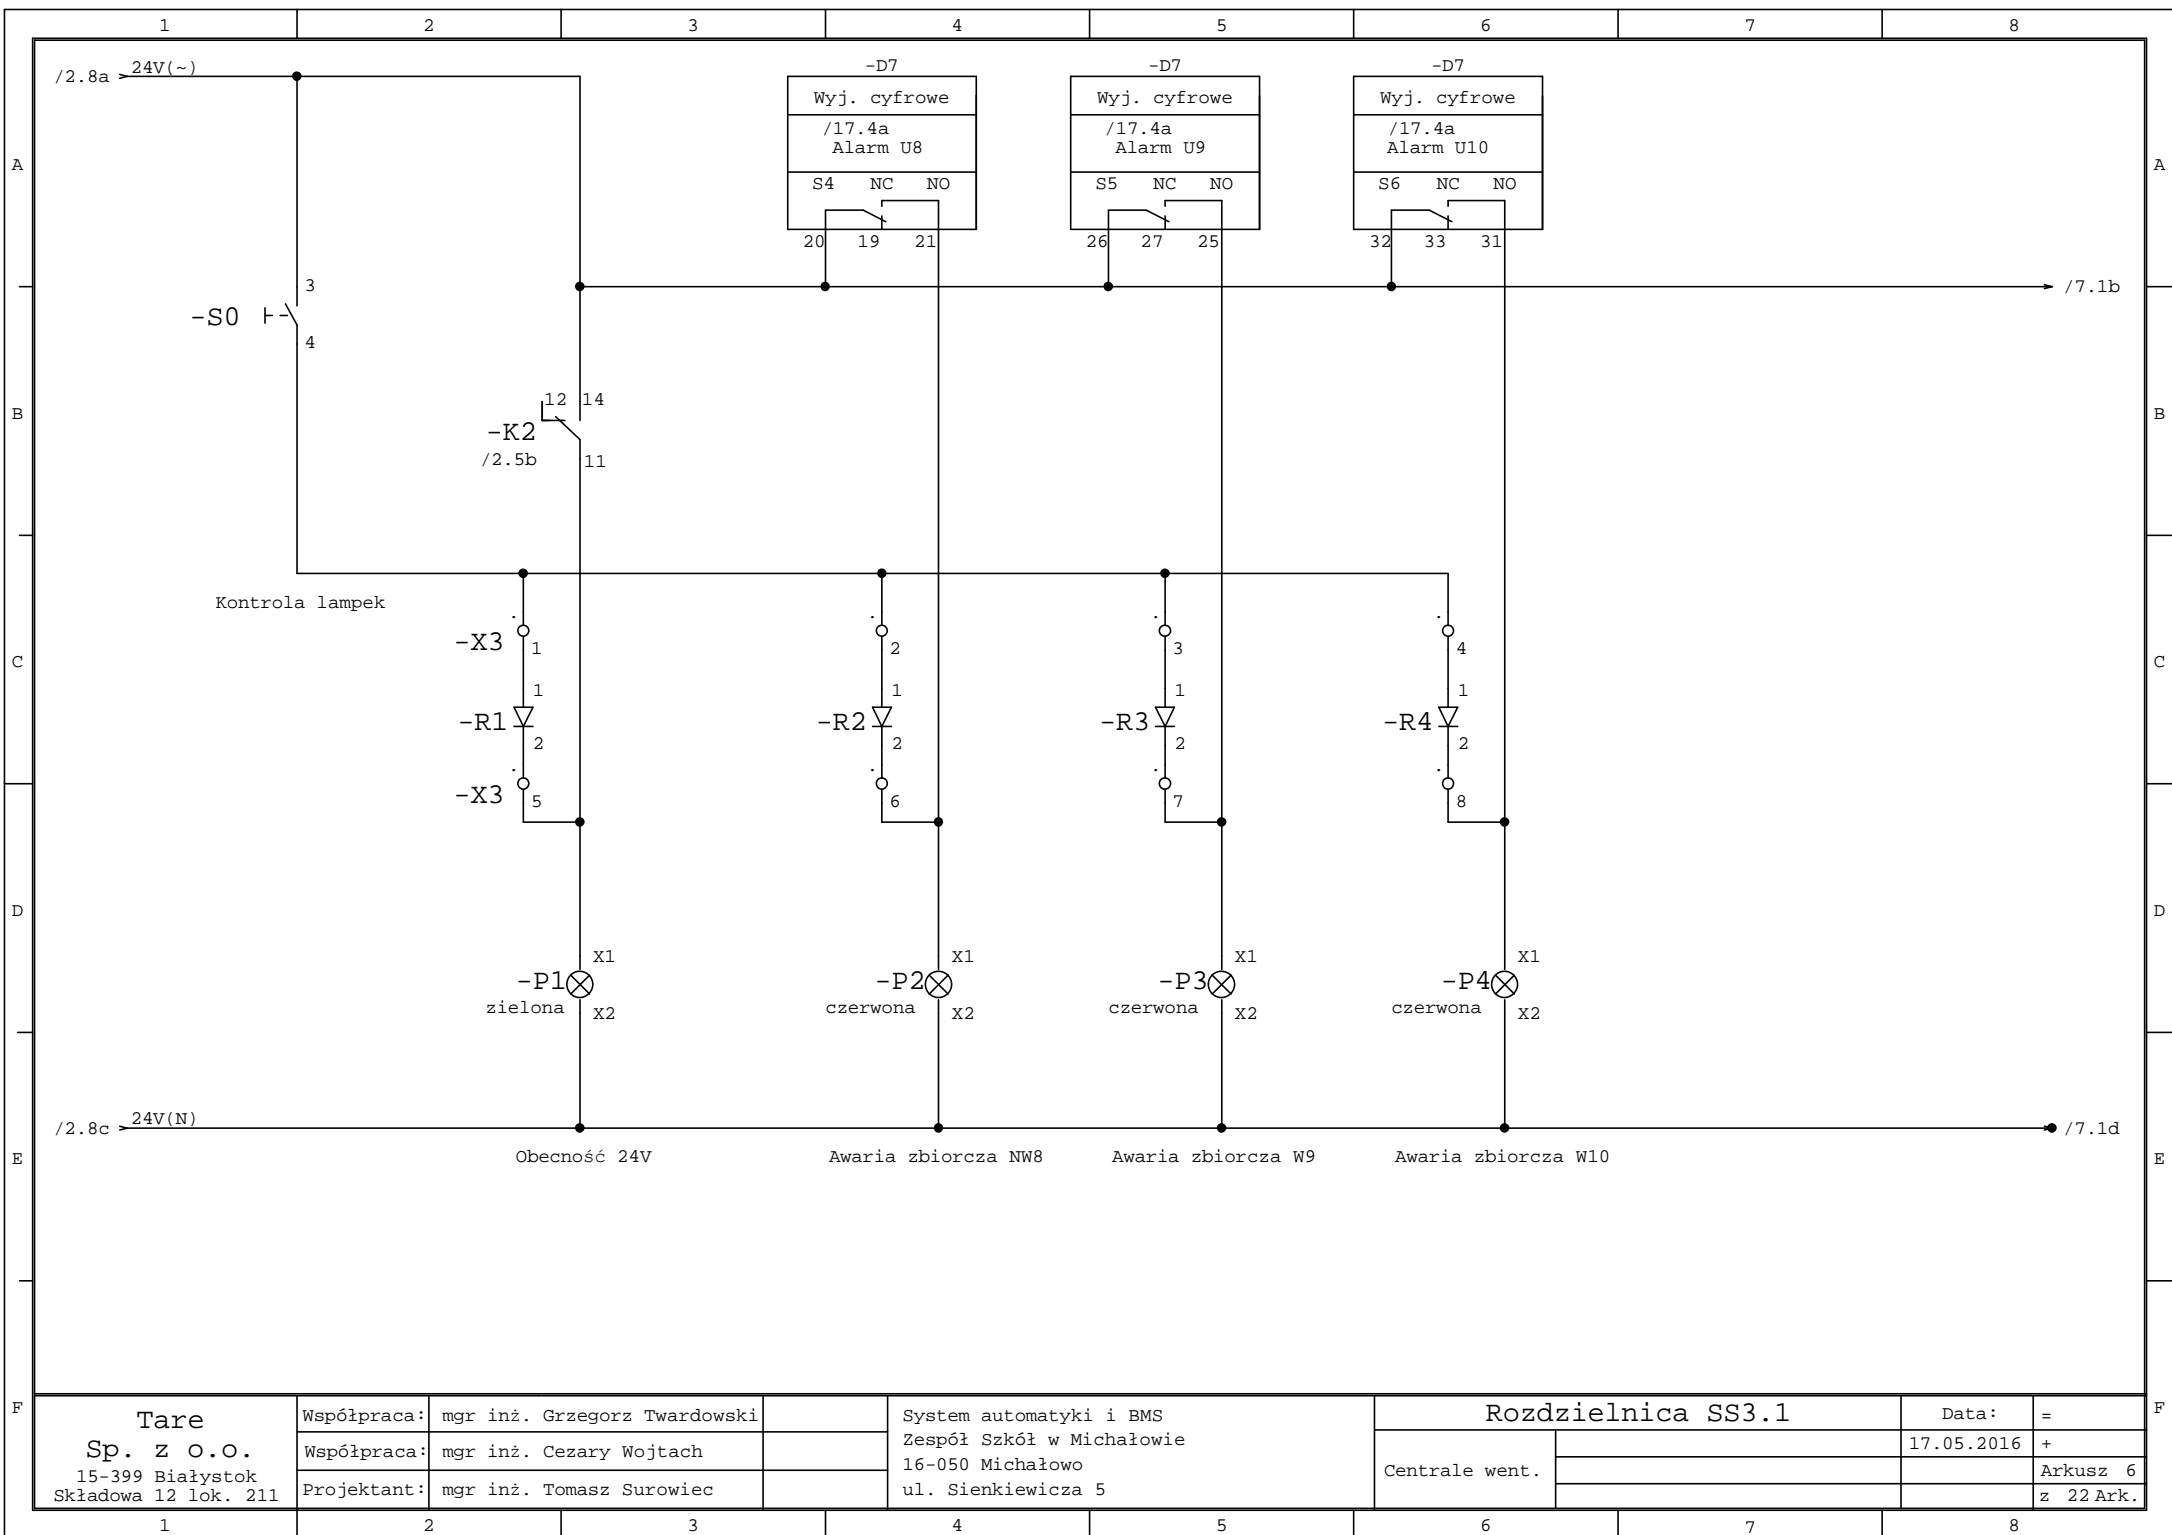 1 2 3 4 5 6 7 8
/2.8a 24V(~)
-D7 -D7 -D7
Wyj. cyfrowe Wyj. cyfrowe Wyj. cyfrowe
/17.4a /17.4a /17.4a
Alarm U8 Alarm U9 Alarm U10
A A
S4 NC NO S5 NC NO S6 NC NO
20 19 21 26 27 25 32 33 31
3 /7.1b
-S0
4
12 14
B B
-K2
/2.5b 11
Kontrola lampek
-X3 1 2 3 4
C C
1 1 1 1
-R1 -R2 -R3 -R4
2 2 2 2
-X3 5 6 7 8
D D
X1 X1 X1 X1
-P1 -P2 -P3 -P4
zielona czerwona czerwona czerwona
X2 X2 X2 X2
/2.8c 24V(N) /7.1d
E E
Obecność 24V Awaria zbiorcza NW8 Awaria zbiorcza W9 Awaria zbiorcza W10
F F
Tare
Sp. z o.o.
15-399 Białystok
Składowa 12 lok. 211
Współpraca: mgr inż. Grzegorz Twardowski
Współpraca: mgr inż. Cezary Wojtach
Projektant: mgr inż. Tomasz Surowiec
System automatyki i BMS
Zespół Szkół w Michałowie
16-050 Michałowo
ul. Sienkiewicza 5
Rozdzielnica SS3.1
Centrale went.
Data: =
17.05.2016 +
Arkusz 6
z 22 Ark.
1 2 3 4 5 6 7 8